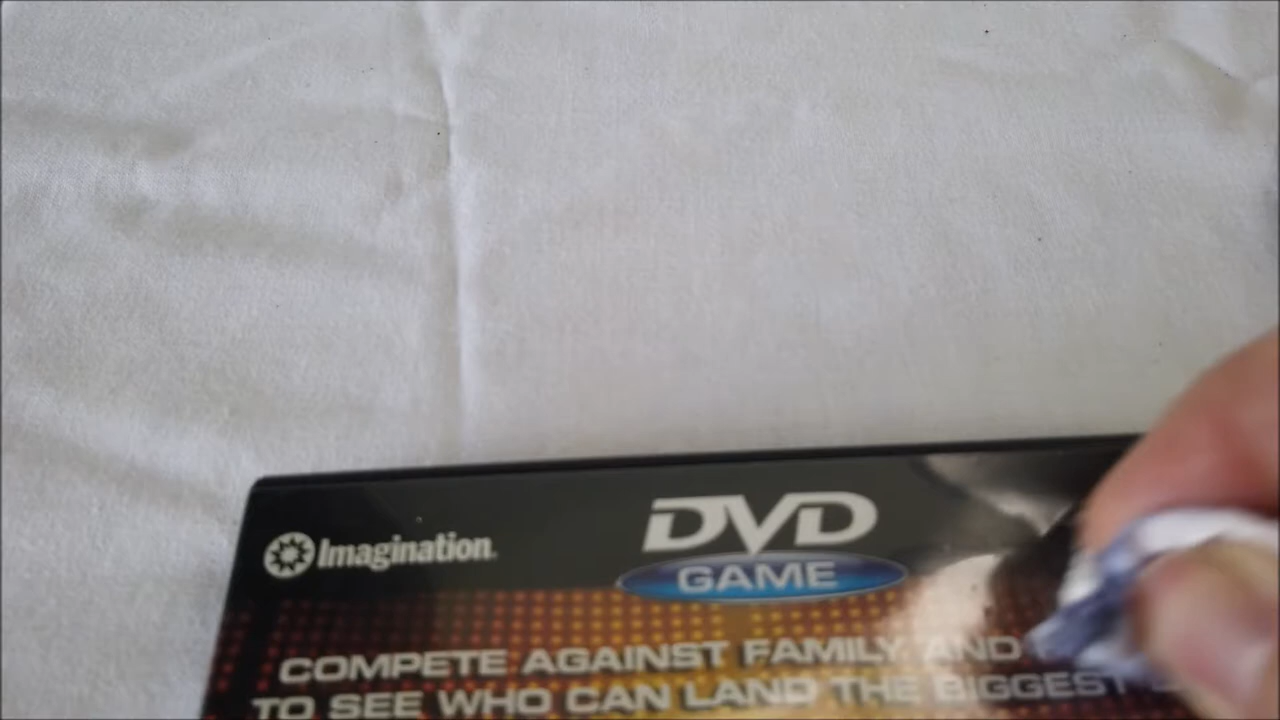 Imagination
DVD
GAME
COMPETE AGAINST FAMILY AND
TO SEE WHO CAN LAND THE BIGGEST